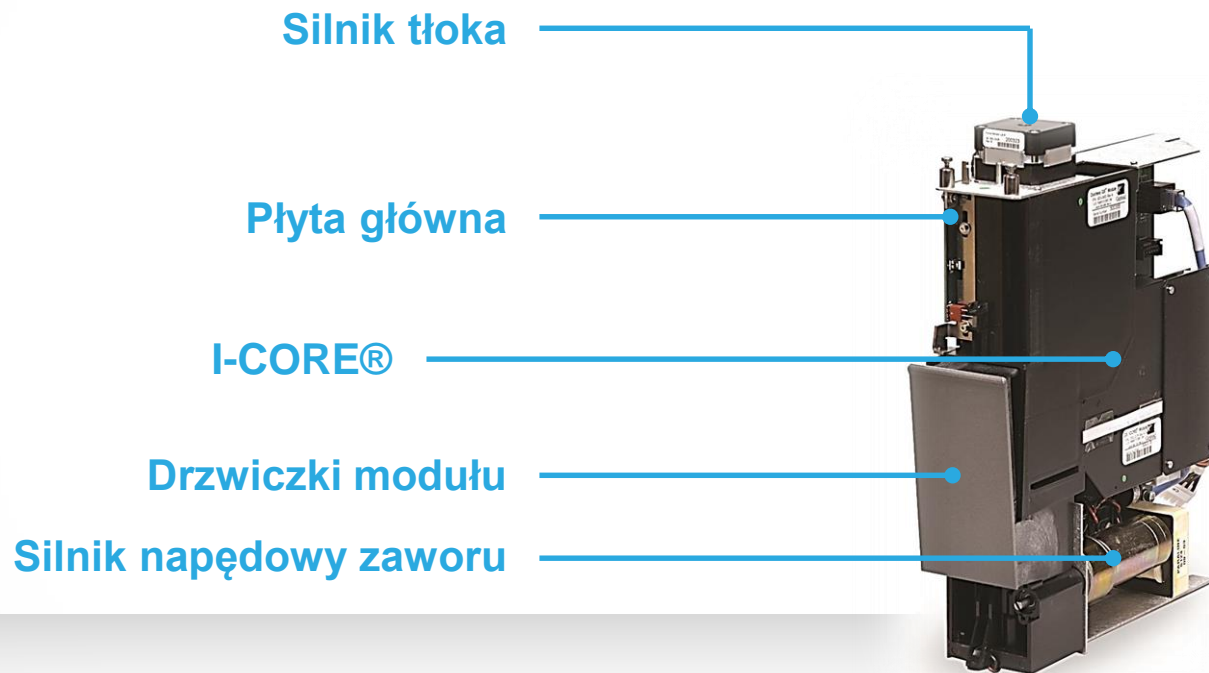 Silnik tłoka
Płyta główna
I-CORE®
Drzwiczki modułu
Silnik napędowy zaworu